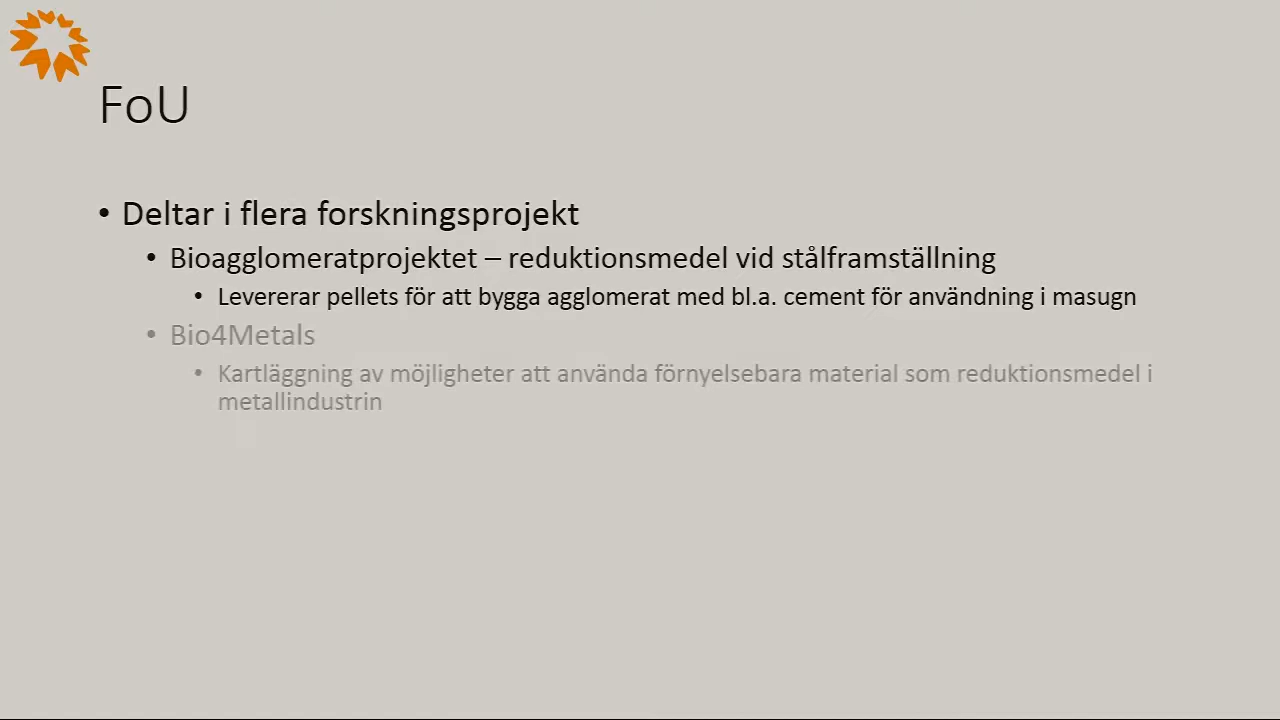 FoU
• Deltar i flera forskningsprojekt
• Bioagglomeratprojektet – reduktionsmedel vid stålframställning
• Levererar pellets för att bygga agglomerat med bl.a. cement för användning i masugn
• Bio4Metals
• Kartläggning av möjligheter att använda förnyelsebara material som reduktionsmedel i
metallindustrin